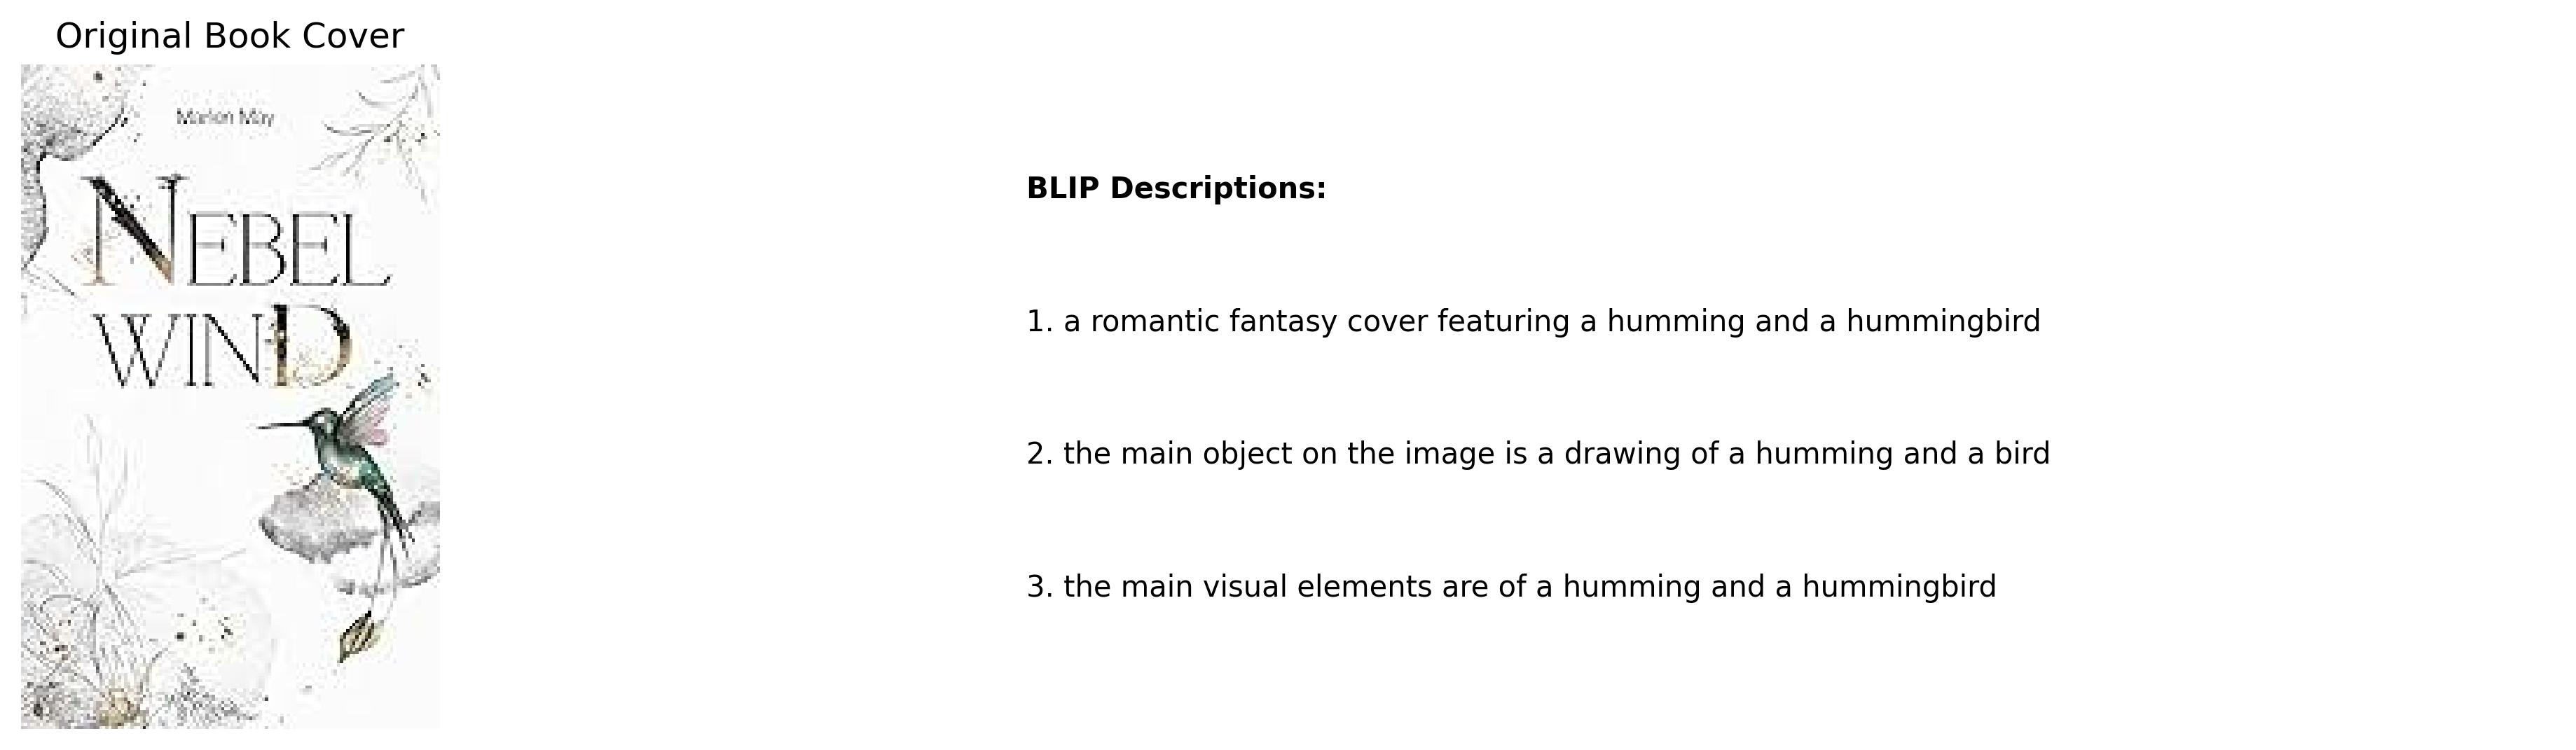 Original Book Cover
Marlen May
NEBEL
WIND
BLIP Descriptions:
1. a romantic fantasy cover featuring a humming and a hummingbird
2. the main object on the image is a drawing of a humming and a bird
3. the main visual elements are of a humming and a hummingbird